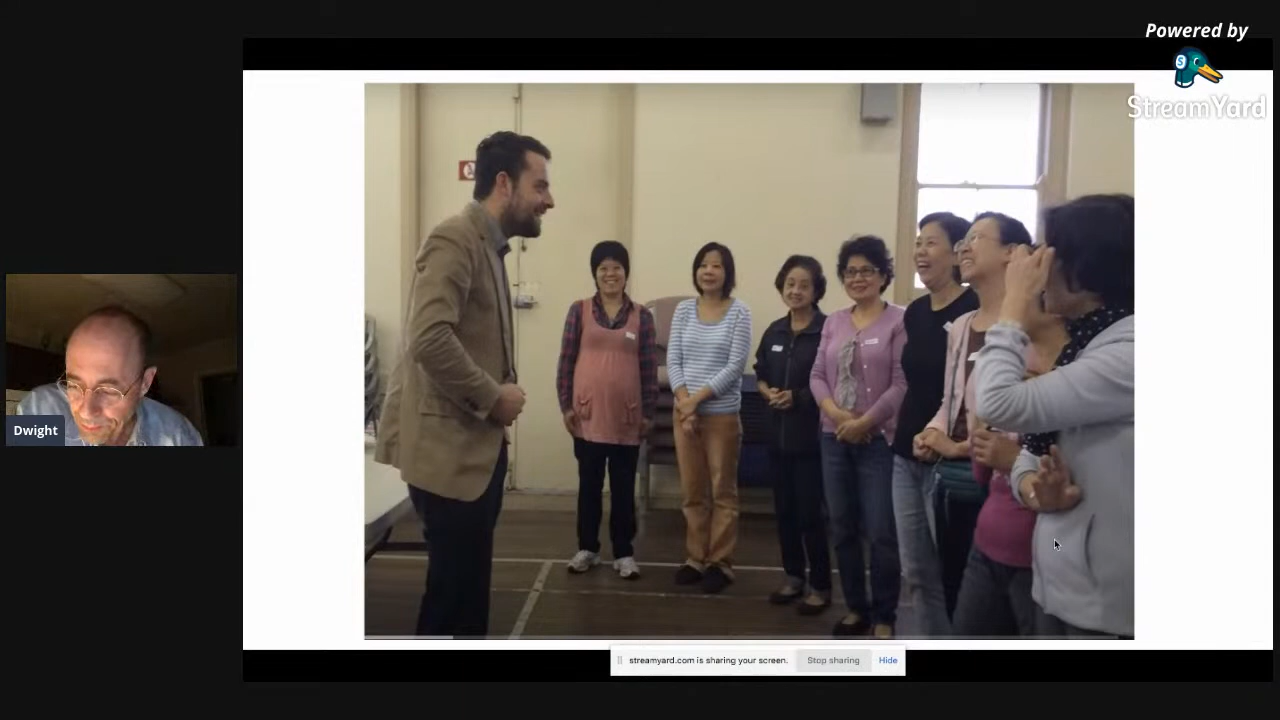 Powered by
StreamYard
Dwight
streamyard.com is sharing your screen.
Stop sharing
Hide